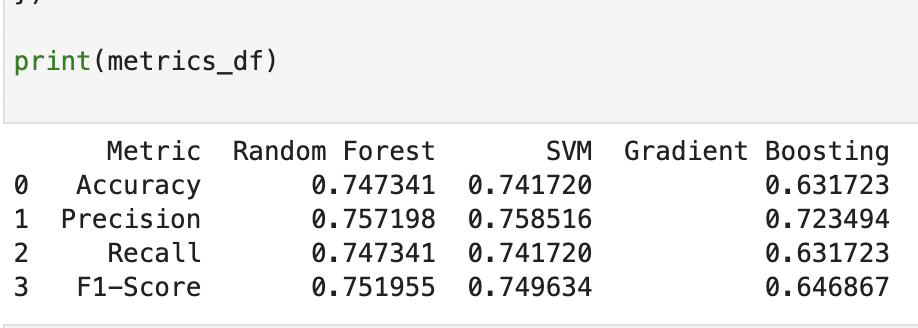 print(metrics_df)
Metric Random Forest SVM Gradient Boosting
0 Accuracy 0.747341 0.741720 0.631723
1 Precision 0.757198 0.758516 0.723494
2 Recall 0.747341 0.741720 0.631723
3 F1-Score 0.751955 0.749634 0.646867